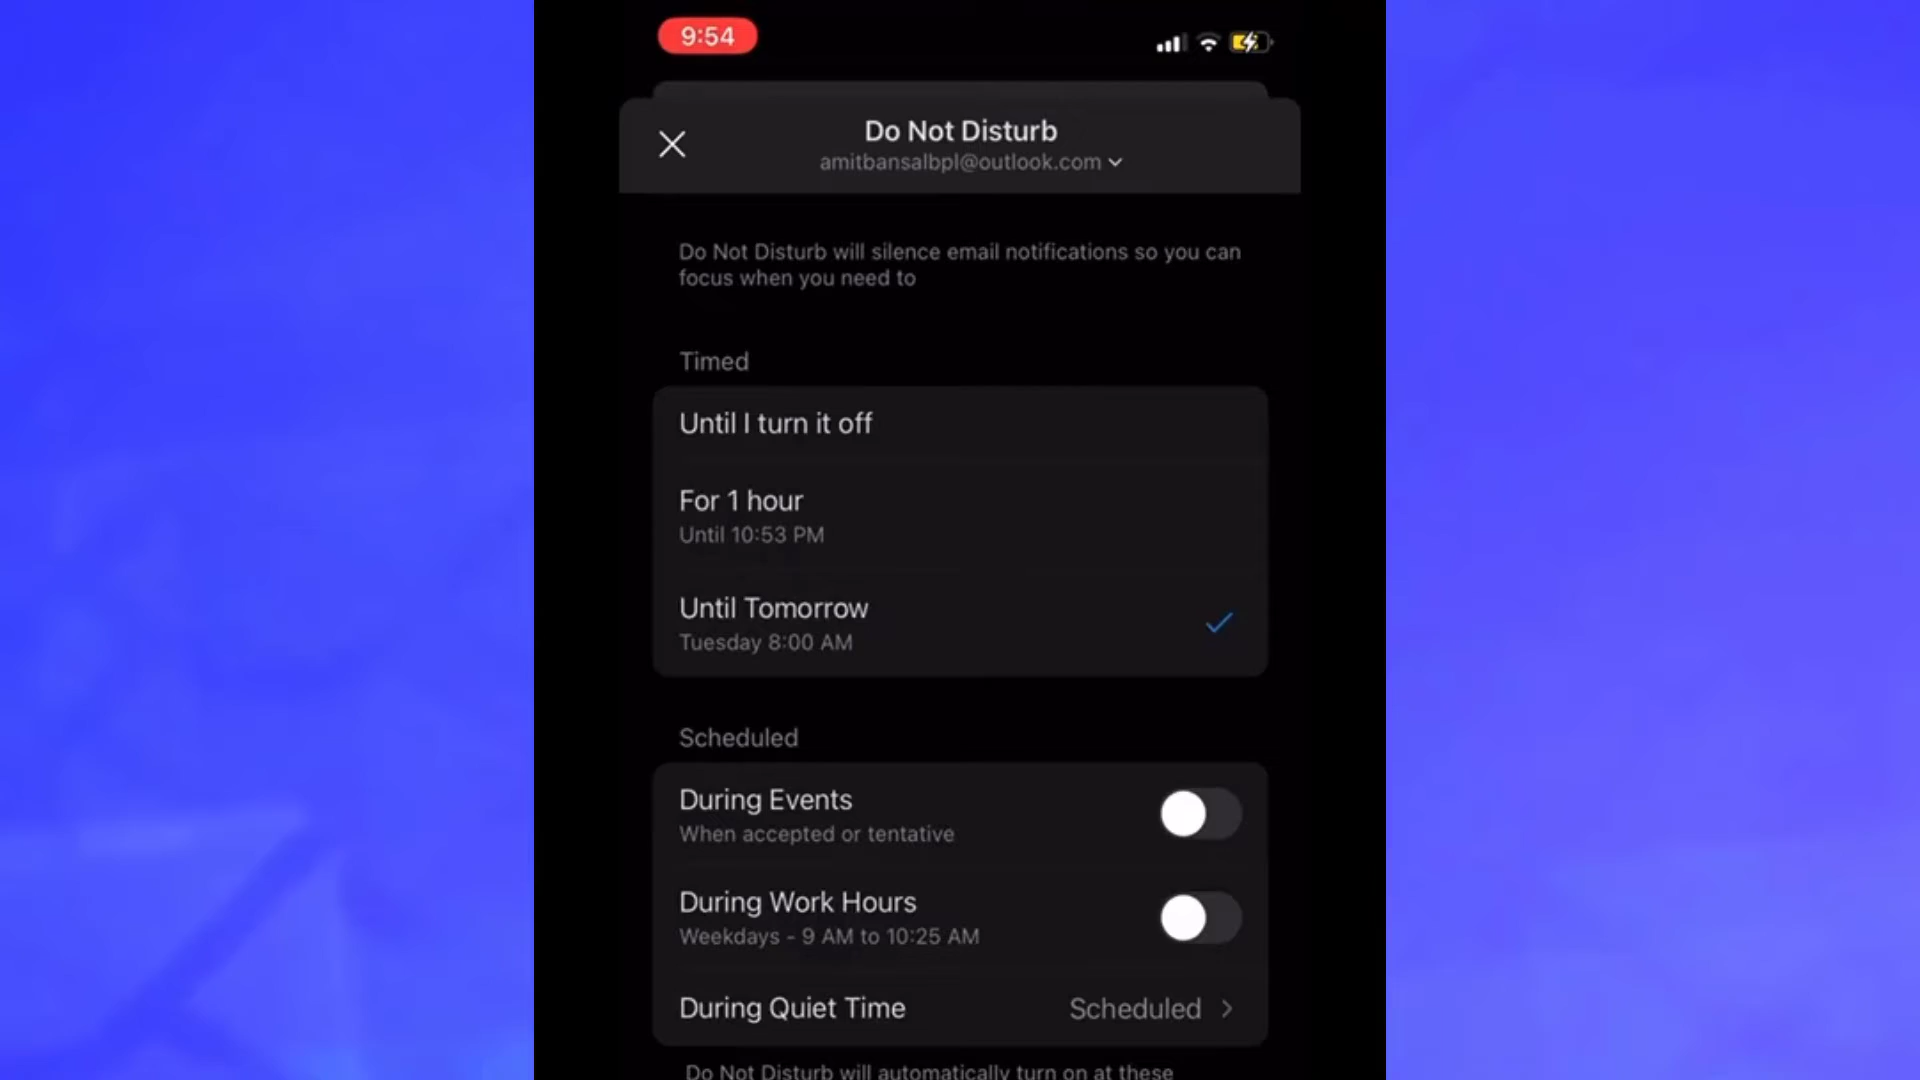 9:54
Do Not Disturb
amitbansalbpl@outlook.com
Do Not Disturb will silence email notifications so you can
focus when you need to
Timed
Until I turn it off
For 1 hour
Until 10:53 PM
Until Tomorrow
Tuesday 8:00 AM
Scheduled
During Events
When accepted or tentative
During Work Hours
Weekdays - 9 AM to 10:25 AM
During Quiet Time Scheduled
Do Not Disturb will automatically turn on at these